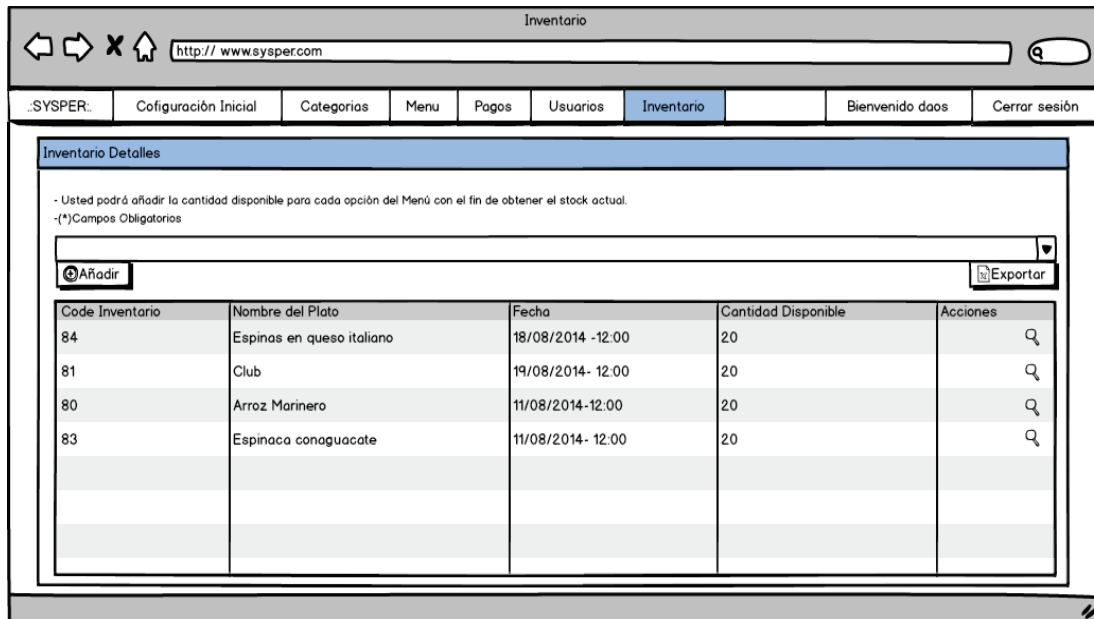 Inventario
http:// www.sysper.com
.:SYSPER:. Cofiguración Inicial Categorias Menu Pagos Usuarios Inventario Bienvenido daos Cerrar sesión
Inventario Detalles
- Usted podrá añadir la cantidad disponible para cada opción del Menú con el fin de obtener el stock actual.
-(*)Campos Obligatorios
Añadir Exportar
Code Inventario Nombre del Plato Fecha Cantidad Disponible Acciones
84 Espinas en queso italiano 18/08/2014 -12:00 20
81 Club 19/08/2014- 12:00 20
80 Arroz Marinero 11/08/2014-12:00 20
83 Espinaca conaguacate 11/08/2014- 12:00 20